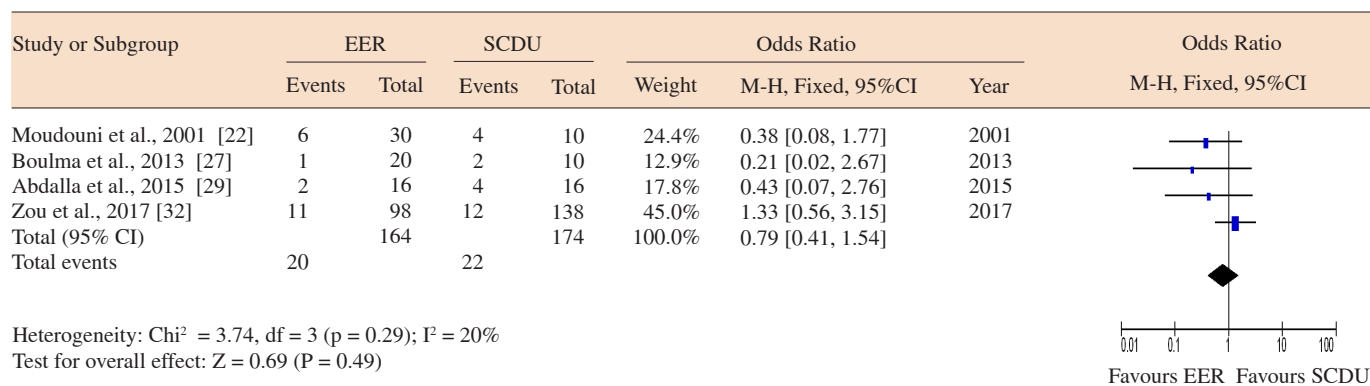 Study or Subgroup EER SCDU Odds Ratio Odds Ratio
Events Total Events Total Weight M-H, Fixed, 95%CI Year M-H, Fixed, 95%CI
Moudouni et al., 2001 [22] 6 30 4 10 24.4% 0.38 [0.08, 1.77] 2001
Boulma et al., 2013 [27] 1 20 2 10 12.9% 0.21 [0.02, 2.67] 2013
Abdalla et al., 2015 [29] 2 16 4 16 17.8% 0.43 [0.07, 2.76] 2015
Zou et al., 2017 [32] 11 98 12 138 45.0% 1.33 [0.56, 3.15] 2017
Total (95% CI) 164 174 100.0% 0.79 [0.41, 1.54]
Total events 20 22
Heterogeneity: Chi² = 3.74, df = 3 (p = 0.29); I² = 20%
Test for overall effect: Z = 0.69 (P = 0.49)
0.01 0.1 1 10 100
Favours EER Favours SCDU